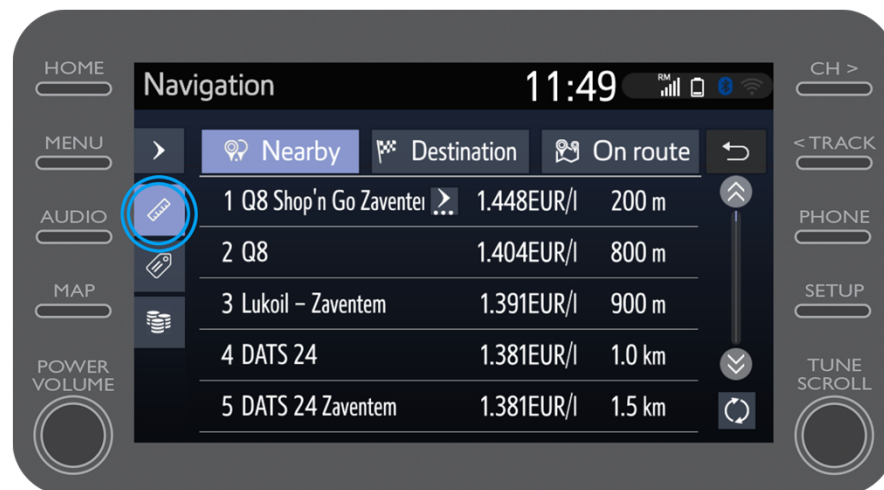 HOME
MENU
AUDIO
MAP
POWER
VOLUME
Navigation 11:49 RM
Nearby Destination On route
1 Q8 Shop'n Go Zaventer 1.448EUR/l 200 m
2 Q8 1.404EUR/l 800 m
3 Lukoil – Zaventem 1.391EUR/l 900 m
4 DATS 24 1.381EUR/l 1.0 km
5 DATS 24 Zaventem 1.381EUR/l 1.5 km
CH >
< TRACK
PHONE
SETUP
TUNE
SCROLL